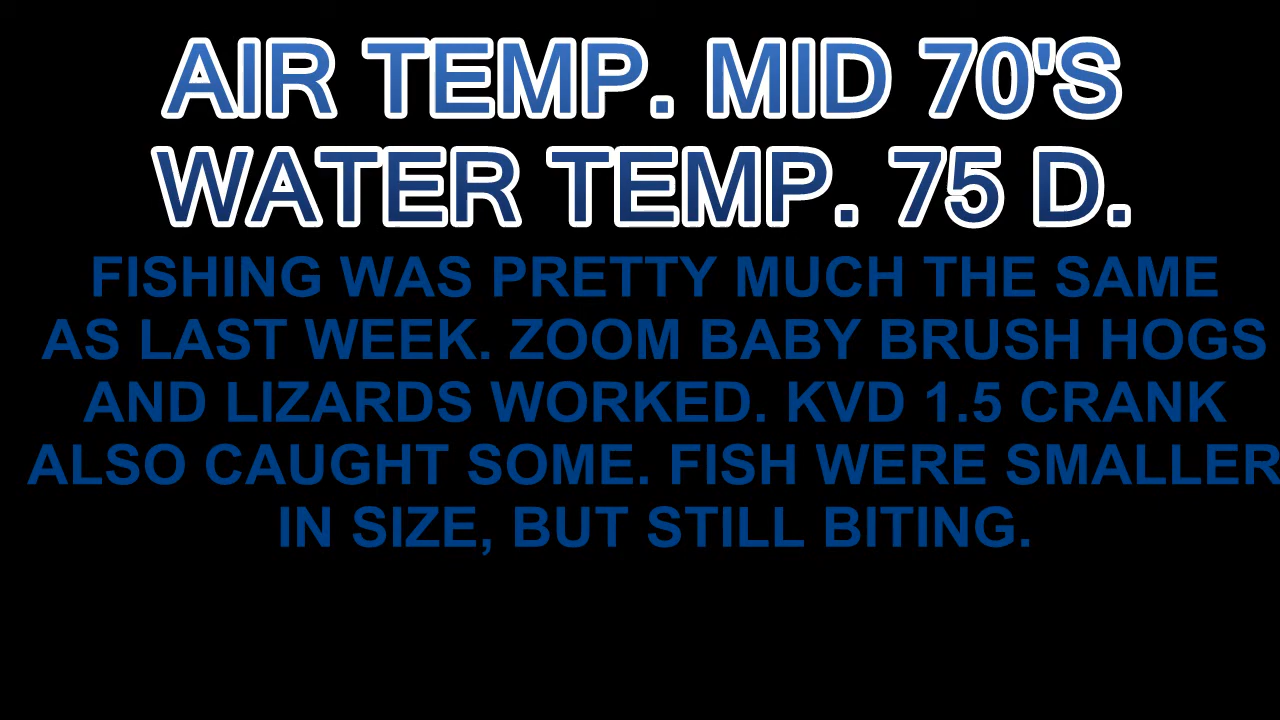 AIR TEMP. MID 70'S
WATER TEMP. 75 D.
FISHING WAS PRETTY MUCH THE SAME
AS LAST WEEK. ZOOM BABY BRUSH HOGS
AND LIZARDS WORKED. KVD 1.5 CRANK
ALSO CAUGHT SOME. FISH WERE SMALLER
IN SIZE, BUT STILL BITING.